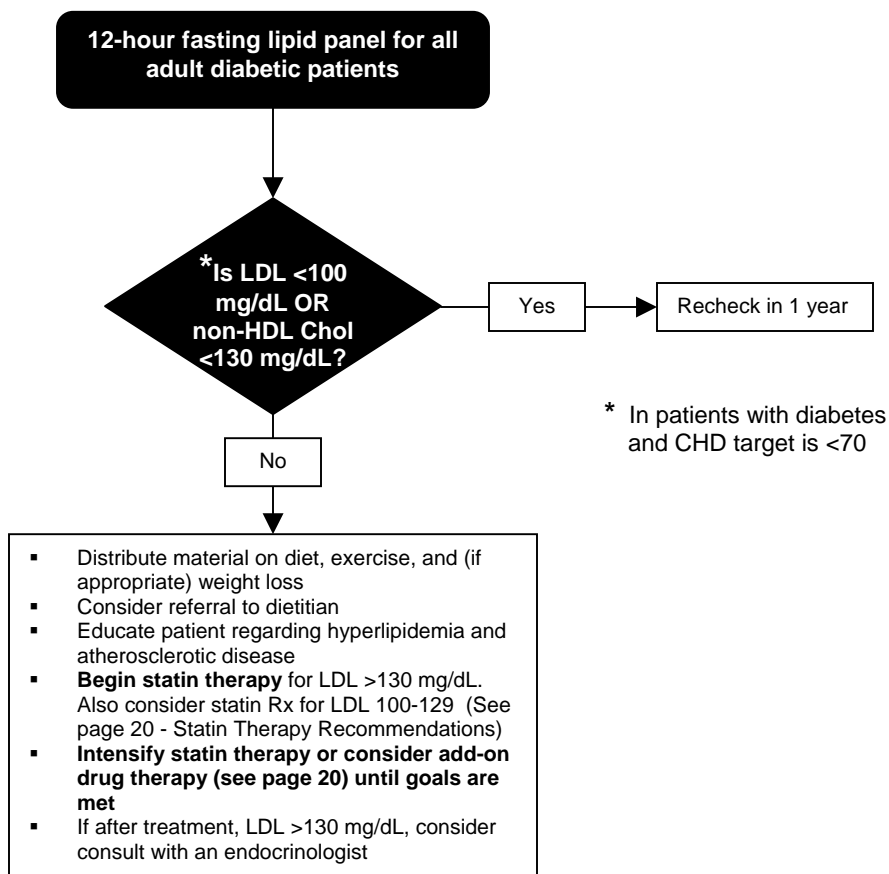 12-hour fasting lipid panel for all
adult diabetic patients
*Is LDL <100
mg/dL OR
non-HDL Chol
<130 mg/dL?
Yes
Recheck in 1 year
* In patients with diabetes
and CHD target is <70
No
▪ Distribute material on diet, exercise, and (if
appropriate) weight loss
▪ Consider referral to dietitian
▪ Educate patient regarding hyperlipidemia and
atherosclerotic disease
▪ Begin statin therapy for LDL >130 mg/dL.
Also consider statin Rx for LDL 100-129 (See
page 20 - Statin Therapy Recommendations)
▪ Intensify statin therapy or consider add-on
drug therapy (see page 20) until goals are
met
▪ If after treatment, LDL >130 mg/dL, consider
consult with an endocrinologist